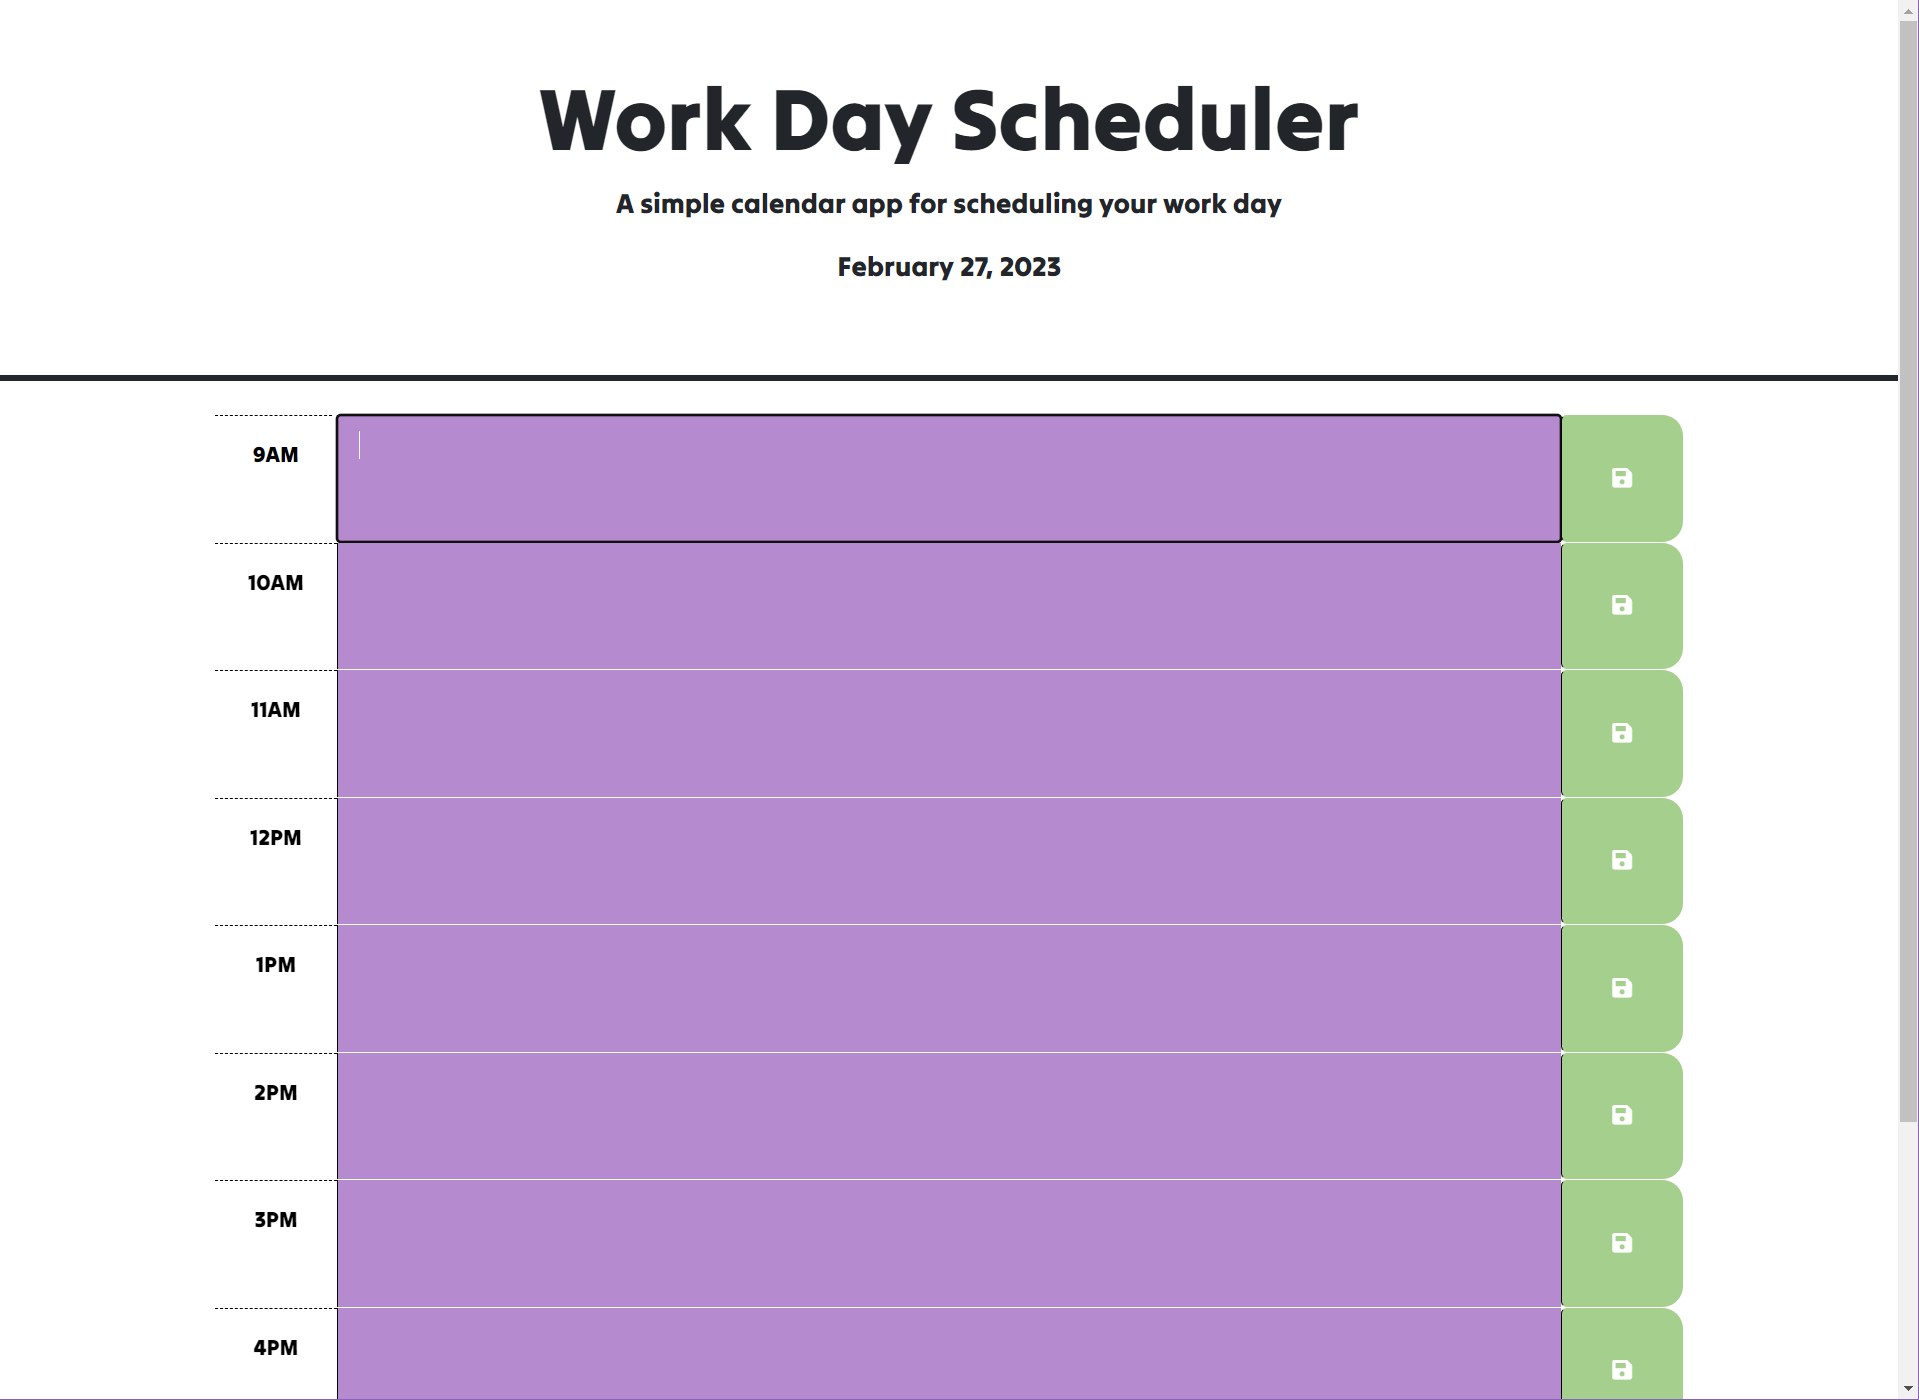 Work Day Scheduler
A simple calendar app for scheduling your work day
February 27, 2023
9AM
10AM
11AM
12PM
1PM
2PM
3PM
4PM